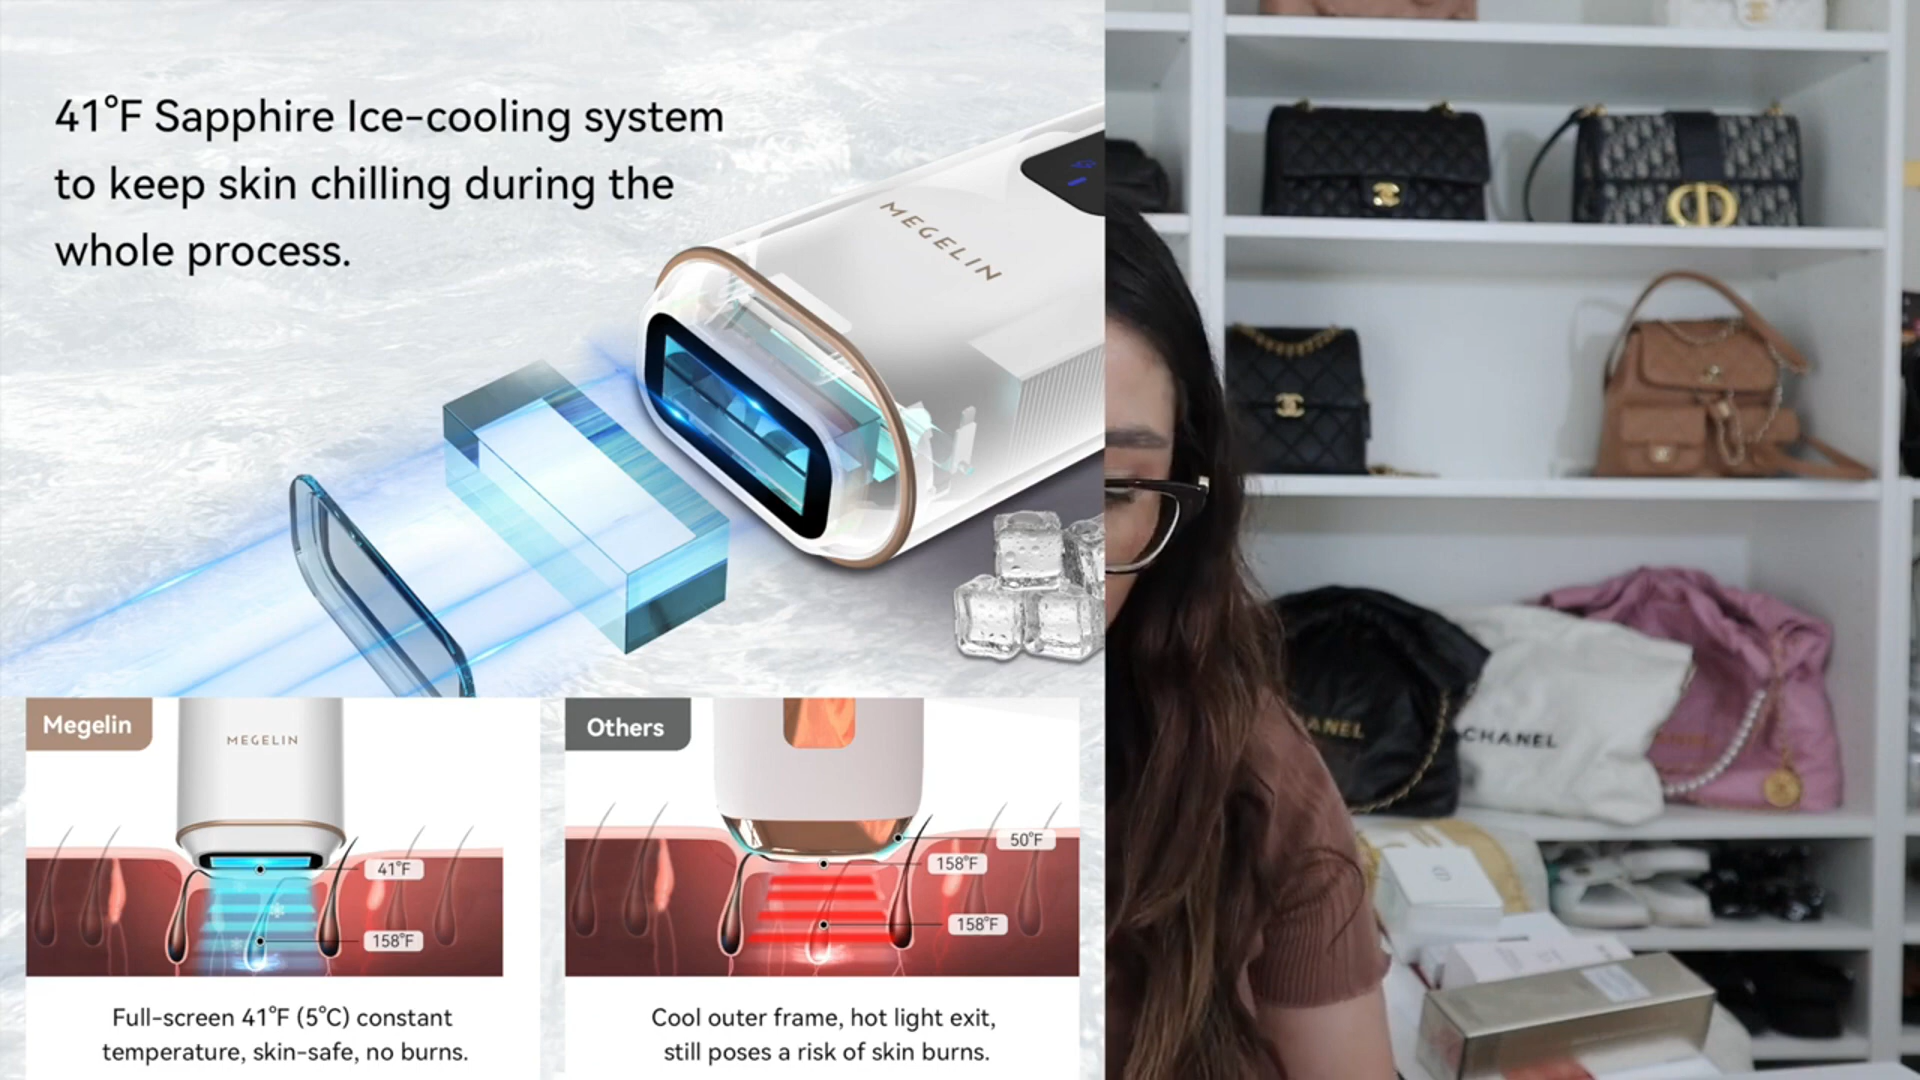 41°F Sapphire Ice-cooling system
to keep skin chilling during the
whole process.
MEGELIN
Megelin
MEGELIN
41°F
158°F
Full-screen 41°F (5°C) constant
temperature, skin-safe, no burns.
Others
50°F
158°F
158°F
Cool outer frame, hot light exit,
still poses a risk of skin burns.
CHANEL